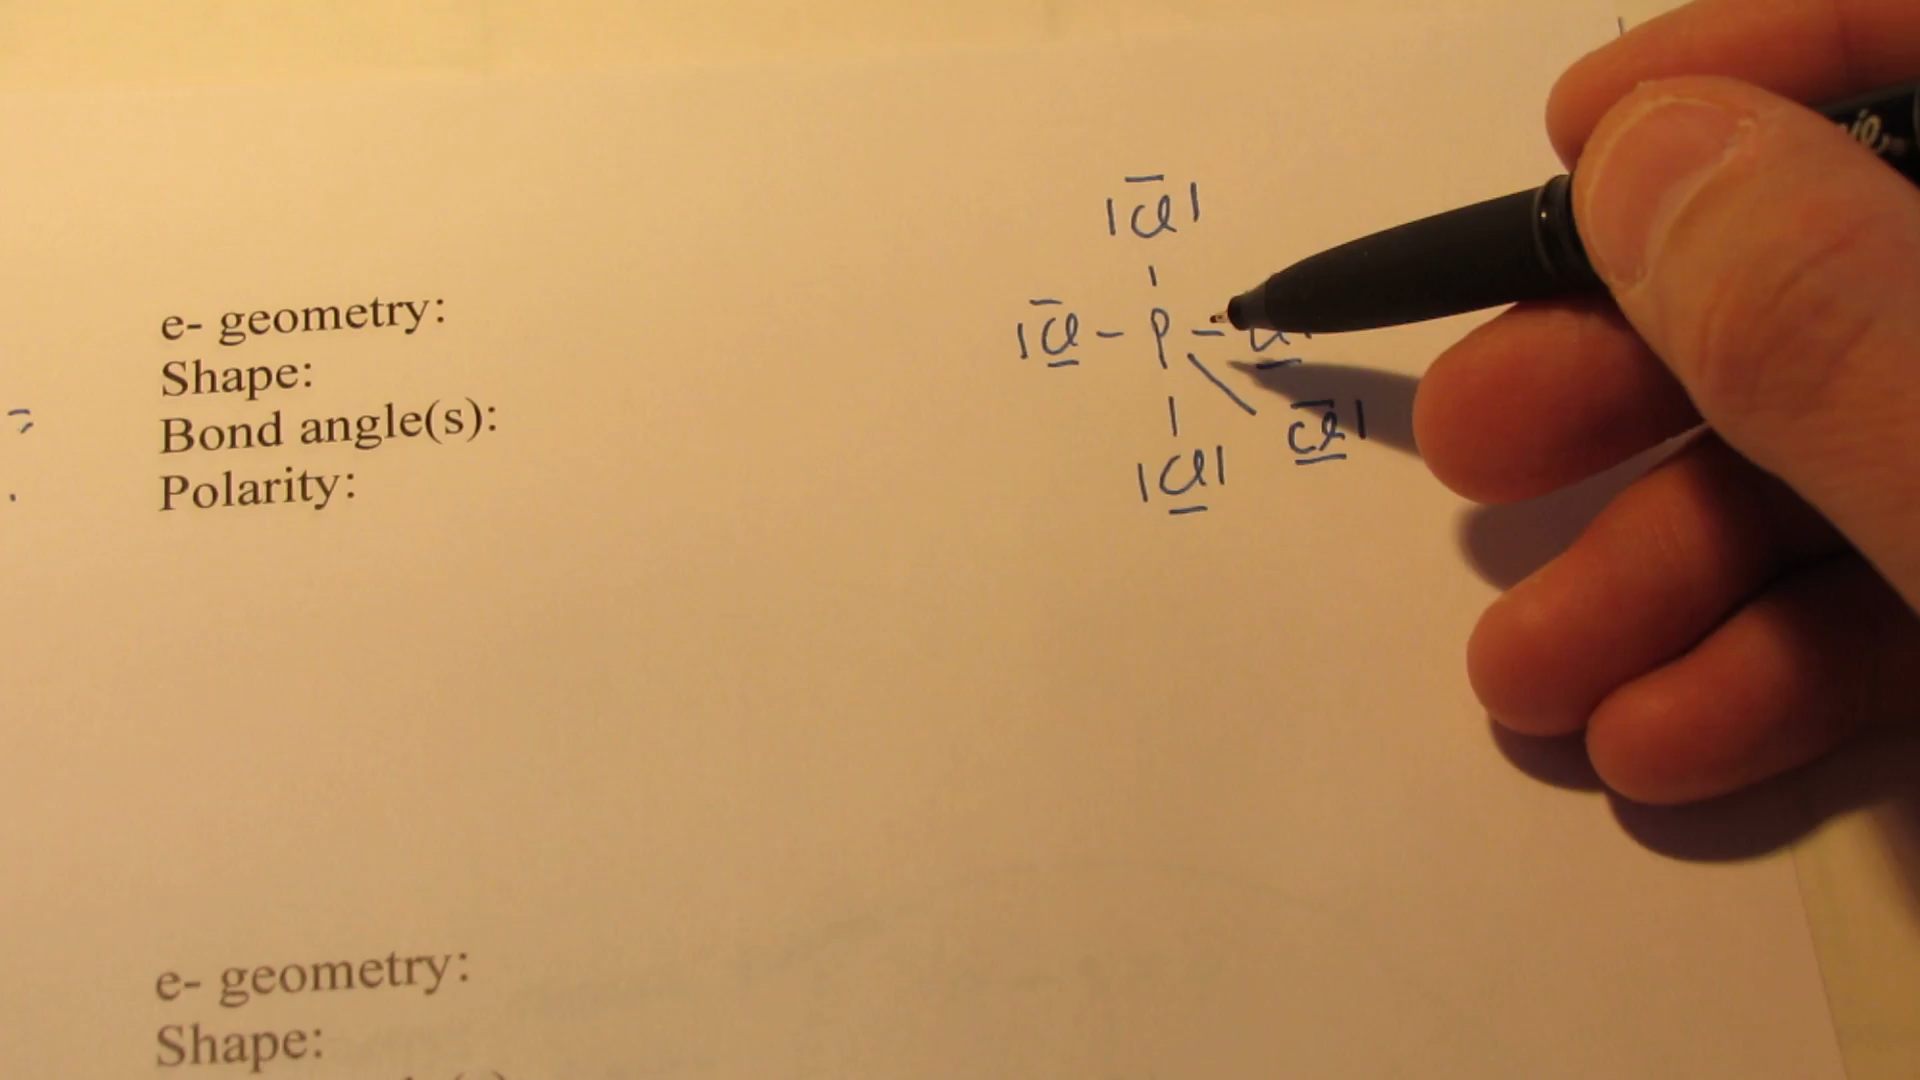 e- geometry:
Shape:
Bond angle(s):
Polarity:
Cl
Cl - P -
Cl
Cl
e- geometry:
Shape: